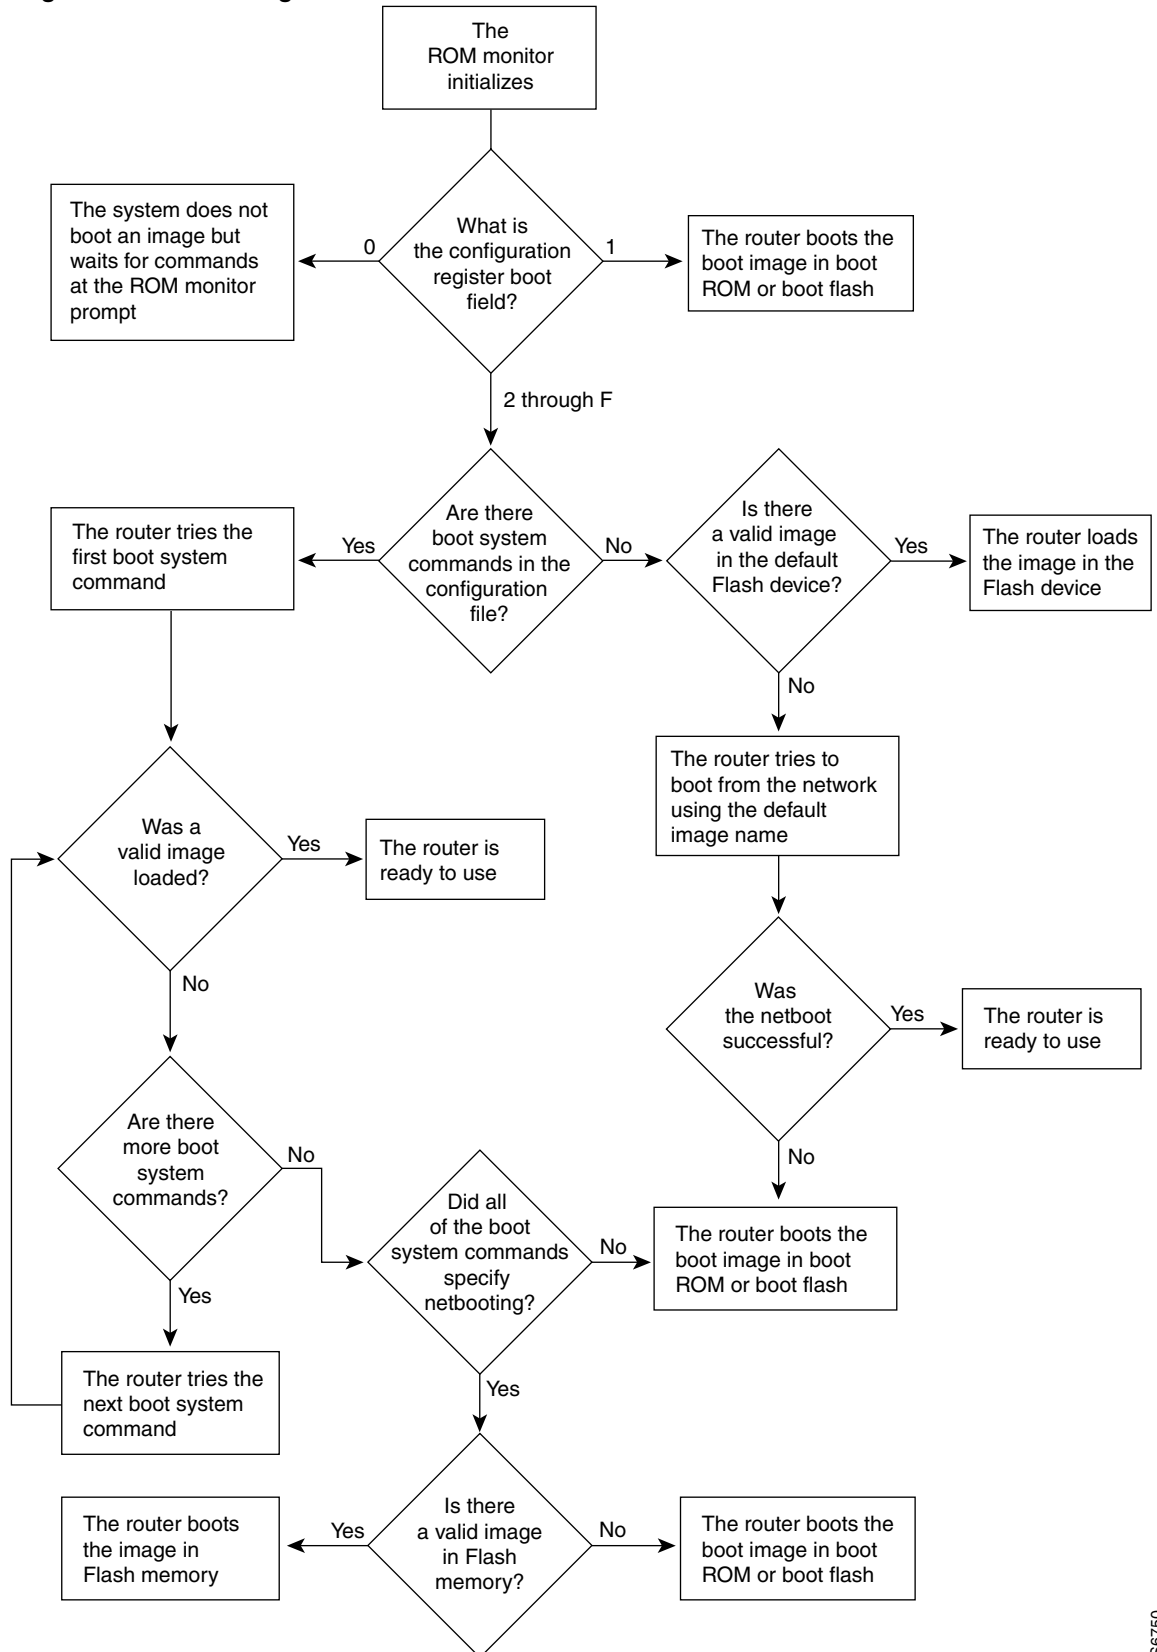 The
ROM monitor
initializes
The system does not
boot an image but
waits for commands
at the ROM monitor
prompt
0
What is
the configuration
register boot
field?
1
The router boots the
boot image in boot
ROM or boot flash
2 through F
The router tries the
first boot system
command
Yes
Are there
boot system
commands in the
configuration
file?
No
Is there
a valid image
in the default
Flash device?
Yes
The router loads
the image in the
Flash device
No
The router tries to
boot from the network
using the default
image name
Was a
valid image
loaded?
Yes
The router is
ready to use
No
Was
the netboot
successful?
Yes
The router is
ready to use
No
Are there
more boot
system
commands?
No
Did all
of the boot
system commands
specify
netbooting?
No
The router boots the
boot image in boot
ROM or boot flash
Yes
The router tries the
next boot system
command
Yes
The router boots
the image in
Flash memory
Yes
Is there
a valid image
in Flash
memory?
No
The router boots the
boot image in boot
ROM or boot flash